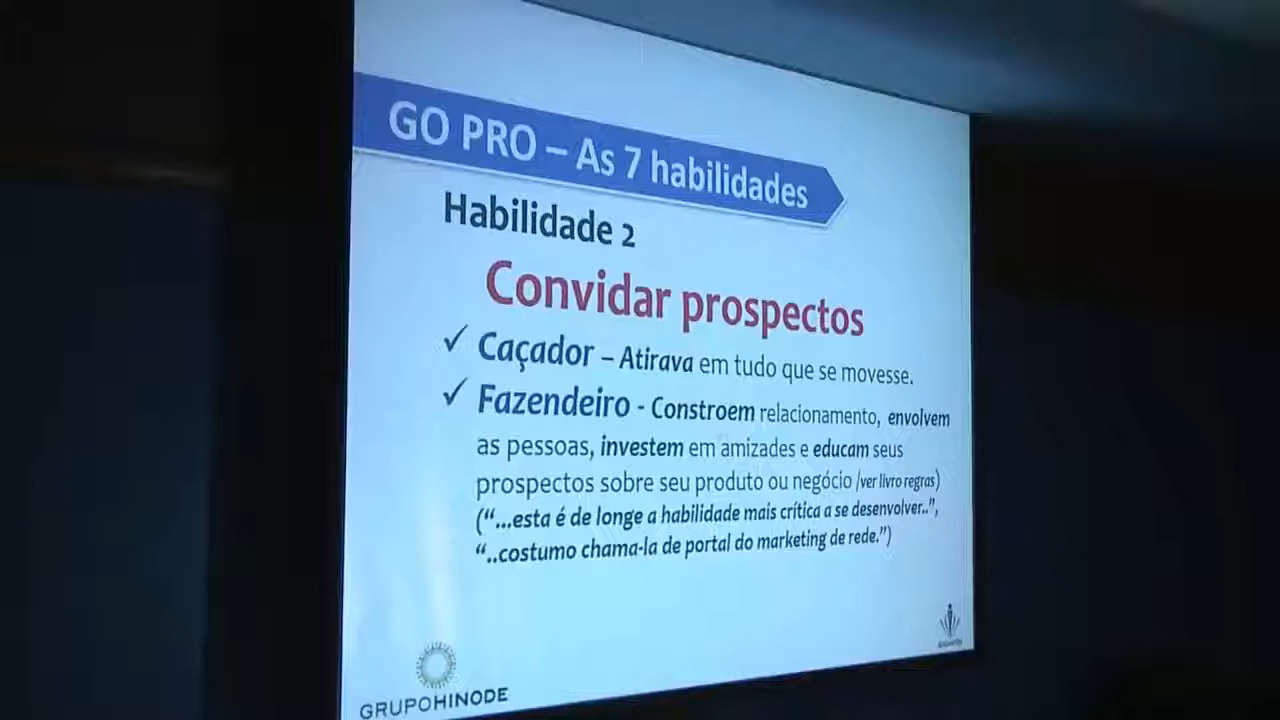 GO PRO – As 7 habilidades
Habilidade 2
Convidar prospectos
✓ Caçador – Atirava em tudo que se movesse.
✓ Fazendeiro - Constroem relacionamento, envolvem
as pessoas, investem em amizades e educam seus
prospectos sobre seu produto ou negócio /ver livro regras)
(“...esta é de longe a habilidade mais crítica a se desenvolver..”,
“..costumo chama-la de portal do marketing de rede.”)
GRUPOHINODE